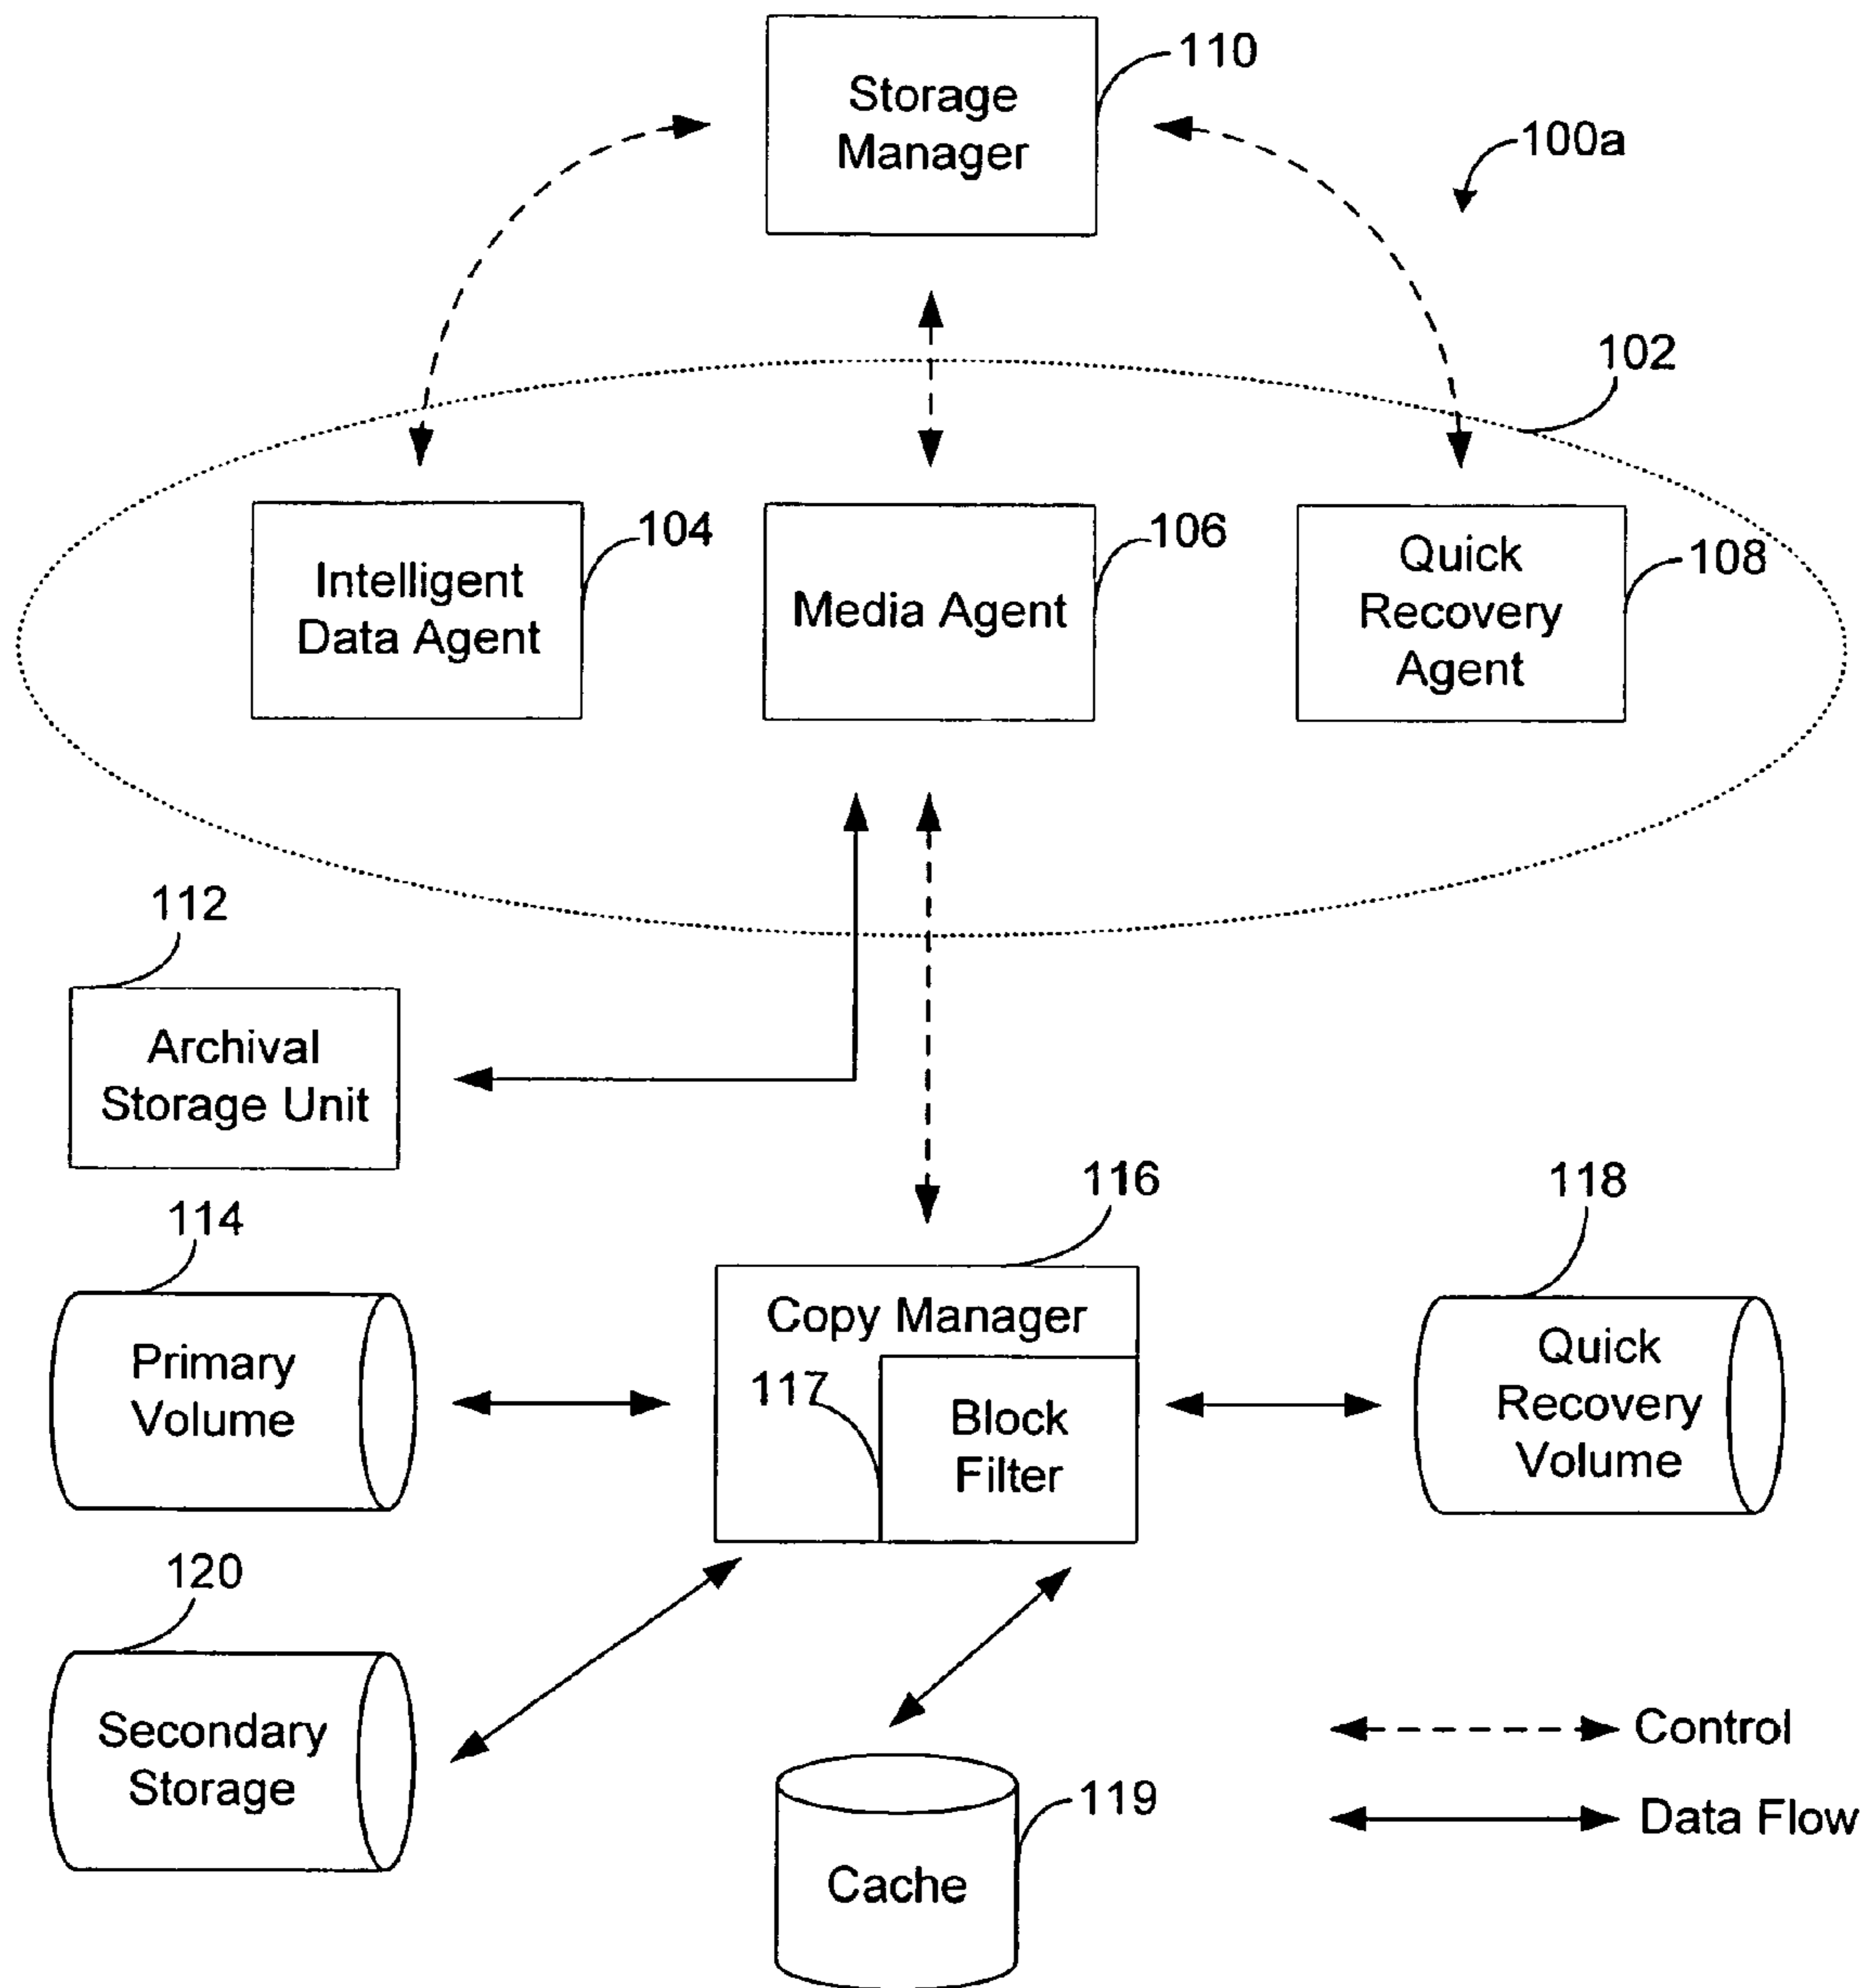 110
Storage
Manager
100a
102
104
Intelligent
Data Agent
106
Media Agent
Quick
Recovery
Agent
108
112
Archival
Storage Unit
114
Primary
Volume
116
Copy Manager
117
Block
Filter
118
Quick
Recovery
Volume
120
Secondary
Storage
119
Cache
Control
Data Flow